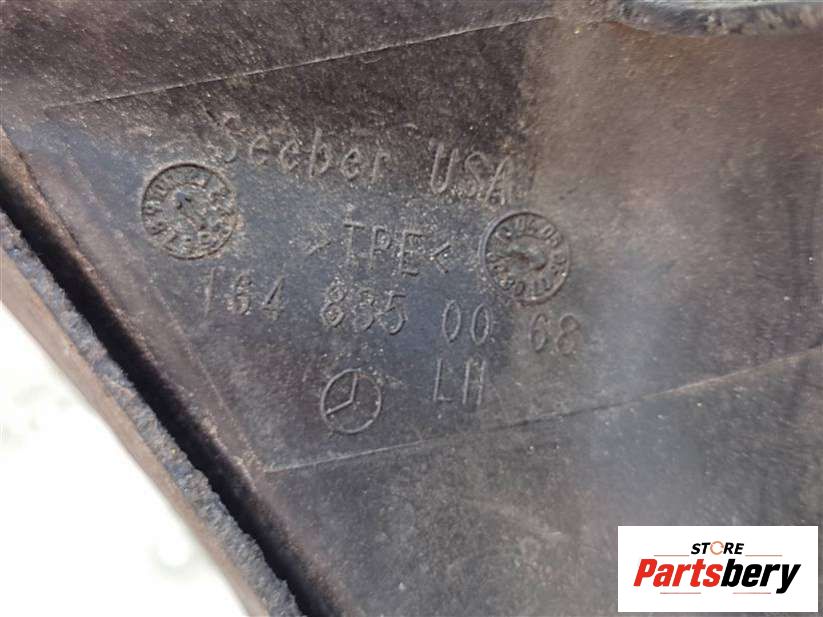 Seeber USA
>TPE<
164 835 00 68
LH
STORE
Partsbery